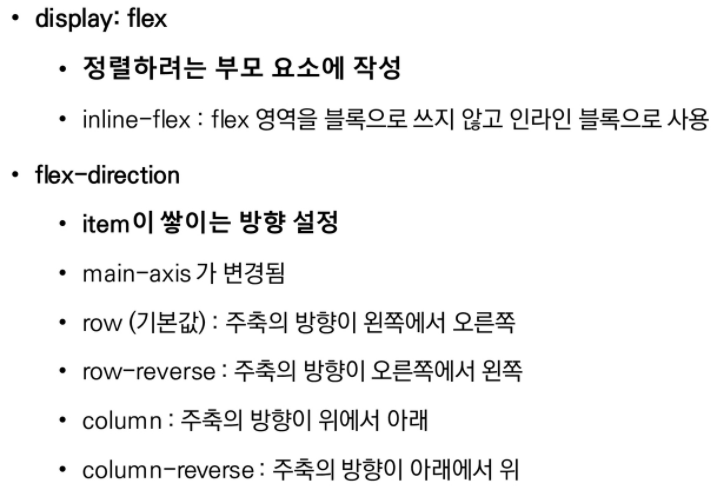 • display: flex
• 정렬하려는 부모 요소에 작성
• inline-flex : flex 영역을 블록으로 쓰지 않고 인라인 블록으로 사용
• flex-direction
• item이 쌓이는 방향 설정
• main-axis가 변경됨
• row (기본값) : 주축의 방향이 왼쪽에서 오른쪽
• row-reverse : 주축의 방향이 오른쪽에서 왼쪽
• column : 주축의 방향이 위에서 아래
• column-reverse : 주축의 방향이 아래에서 위